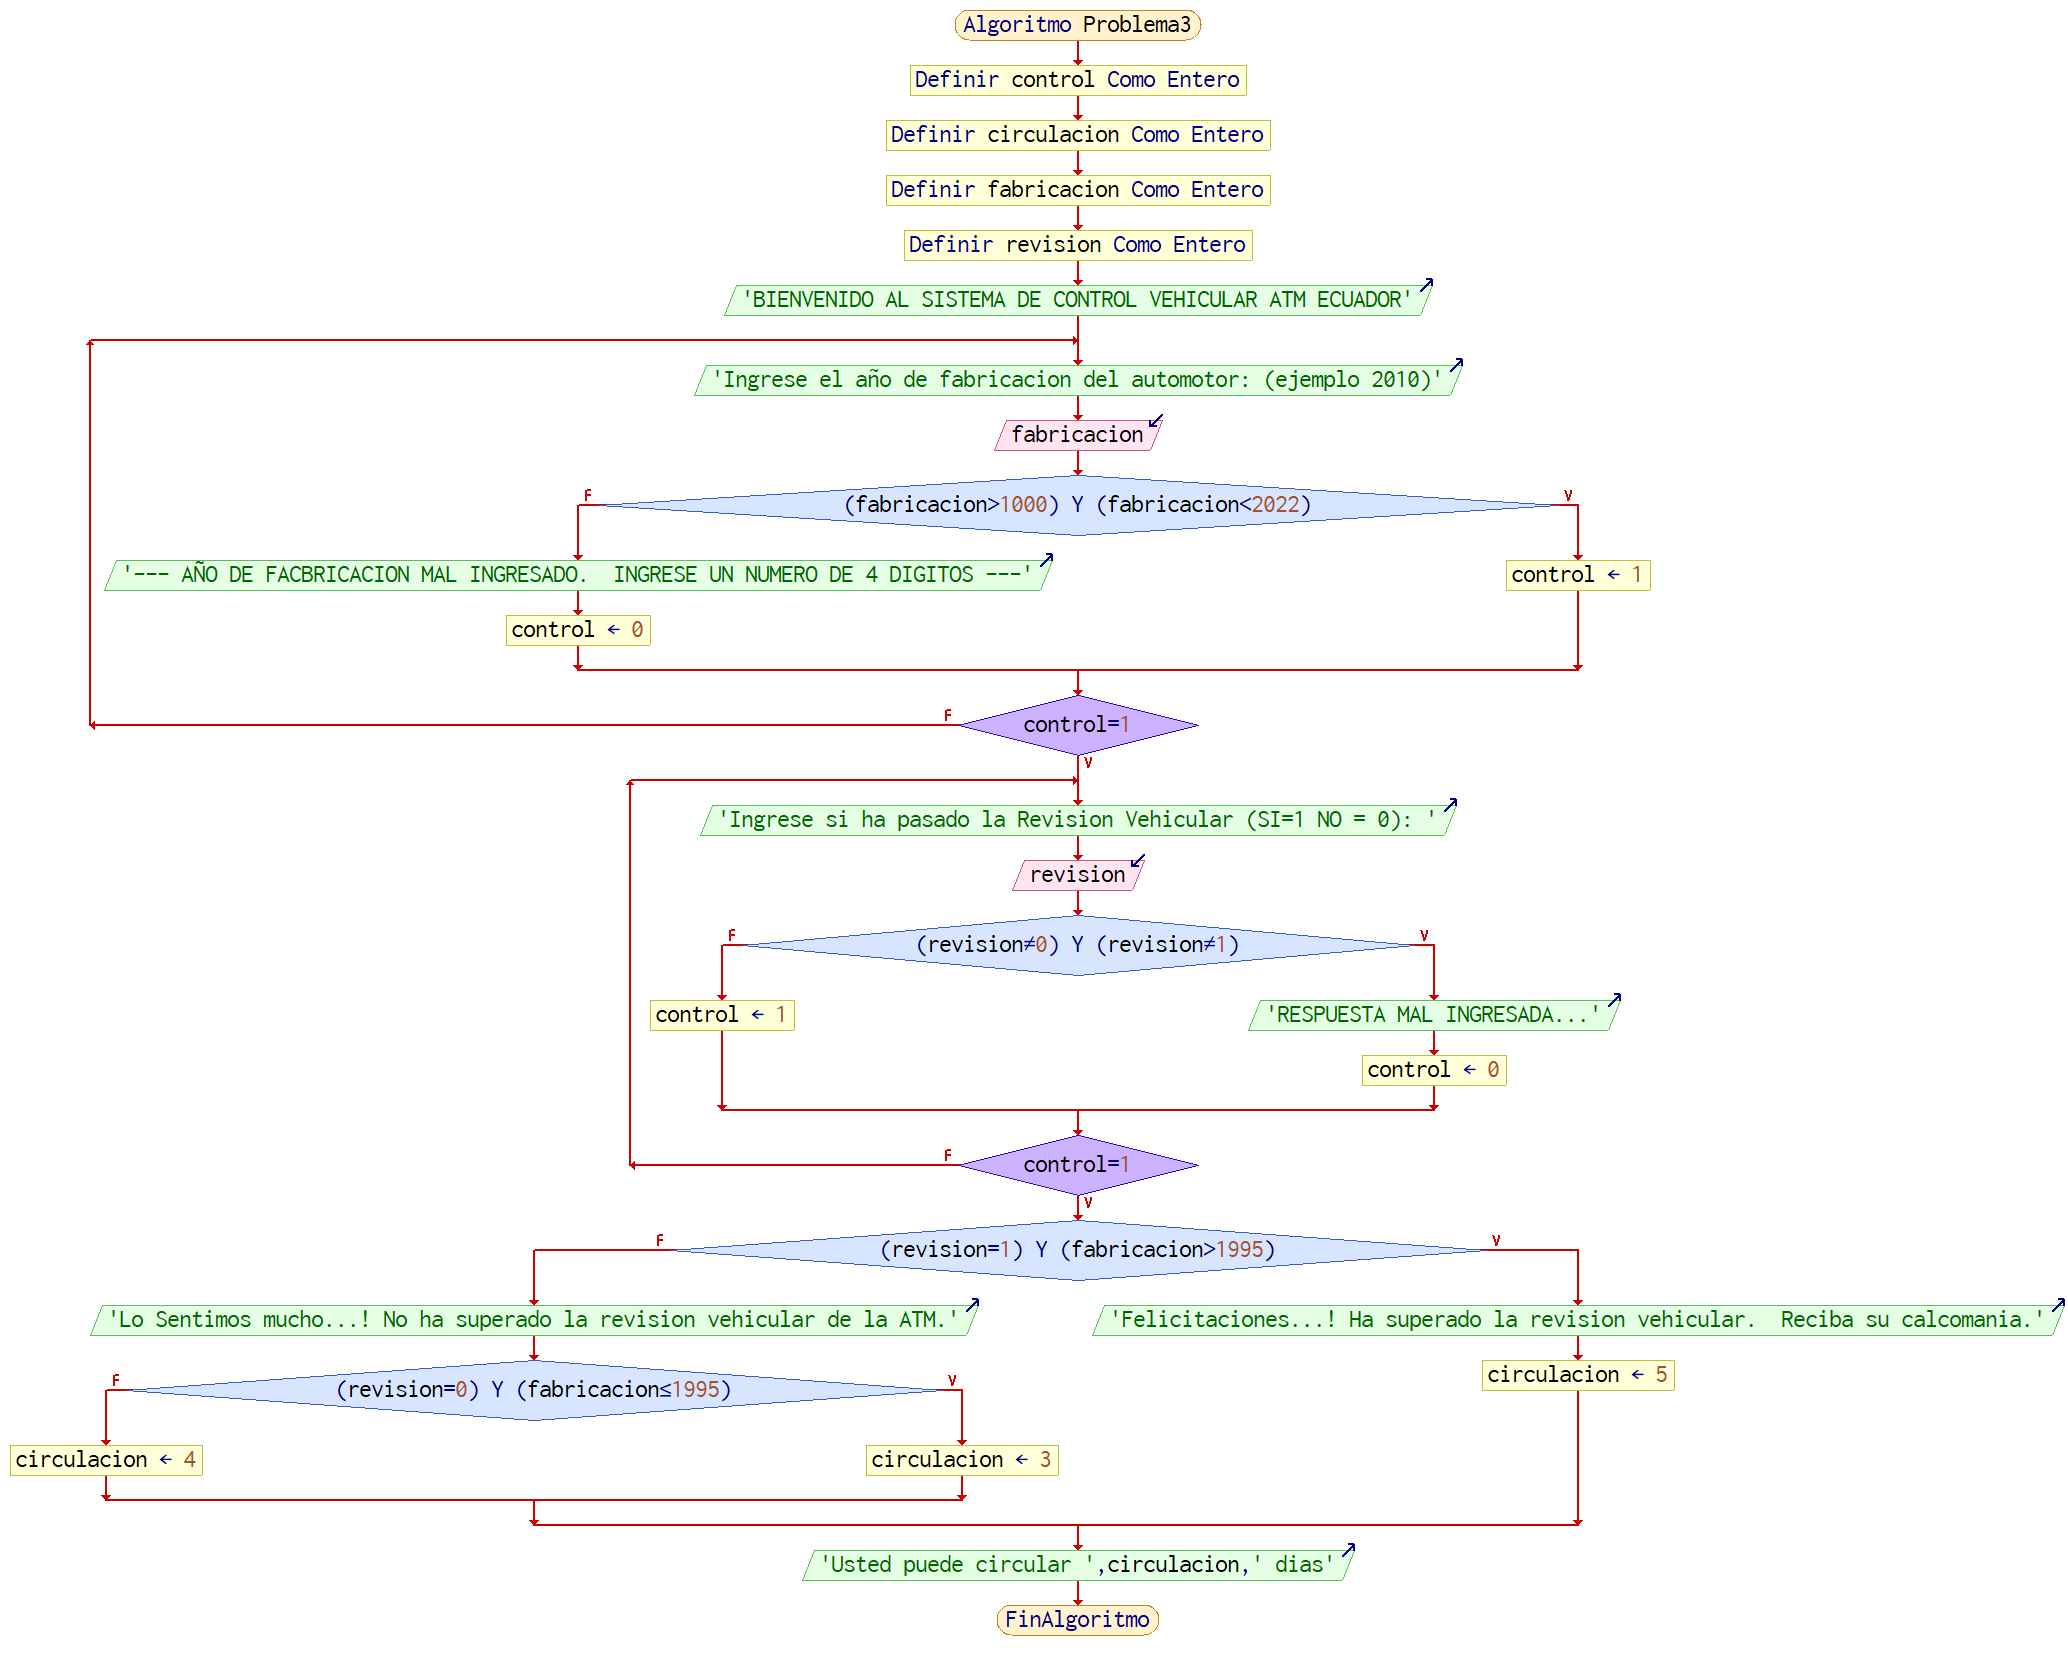 Algoritmo Problema3
Definir control Como Entero
Definir circulacion Como Entero
Definir fabricacion Como Entero
Definir revision Como Entero
'BIENVENIDO AL SISTEMA DE CONTROL VEHICULAR ATM ECUADOR'
'Ingrese el año de fabricacion del automotor: (ejemplo 2010)'
fabricacion
F
(fabricacion>1000) Y (fabricacion<2022)
V
'--- AÑO DE FACBRICACION MAL INGRESADO.  INGRESE UN NUMERO DE 4 DIGITOS ---'
control ← 1
control ← 0
F
control=1
V
'Ingrese si ha pasado la Revision Vehicular (SI=1 NO = 0): '
revision
F
(revision≠0) Y (revision≠1)
V
control ← 1
'RESPUESTA MAL INGRESADA...'
control ← 0
F
control=1
V
F
(revision=1) Y (fabricacion>1995)
V
'Lo Sentimos mucho...! No ha superado la revision vehicular de la ATM.'
'Felicitaciones...! Ha superado la revision vehicular.  Reciba su calcomania.'
F
(revision=0) Y (fabricacion≤1995)
V
circulacion ← 5
circulacion ← 4
circulacion ← 3
'Usted puede circular ',circulacion,' dias'
FinAlgoritmo